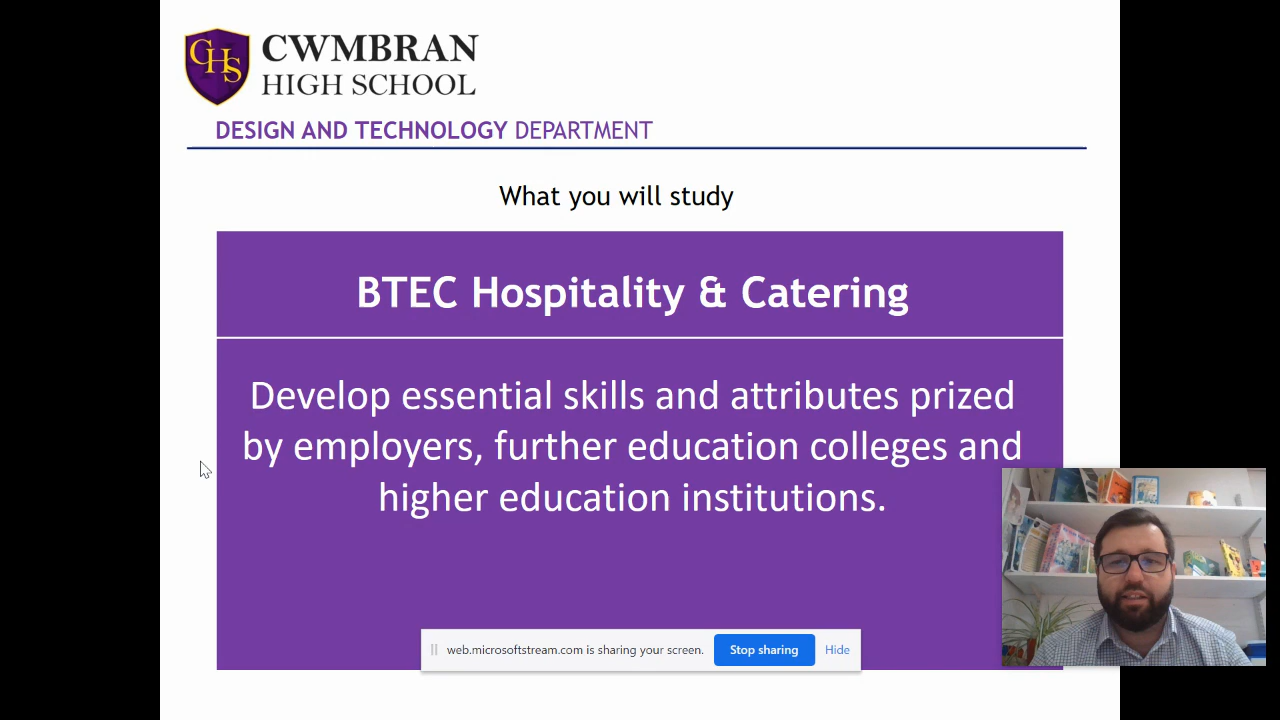 CHS
CWMBRAN
HIGH SCHOOL
DESIGN AND TECHNOLOGY DEPARTMENT
What you will study
BTEC Hospitality & Catering
Develop essential skills and attributes prized
by employers, further education colleges and
higher education institutions.
web.microsoftstream.com is sharing your screen.
Stop sharing
Hide